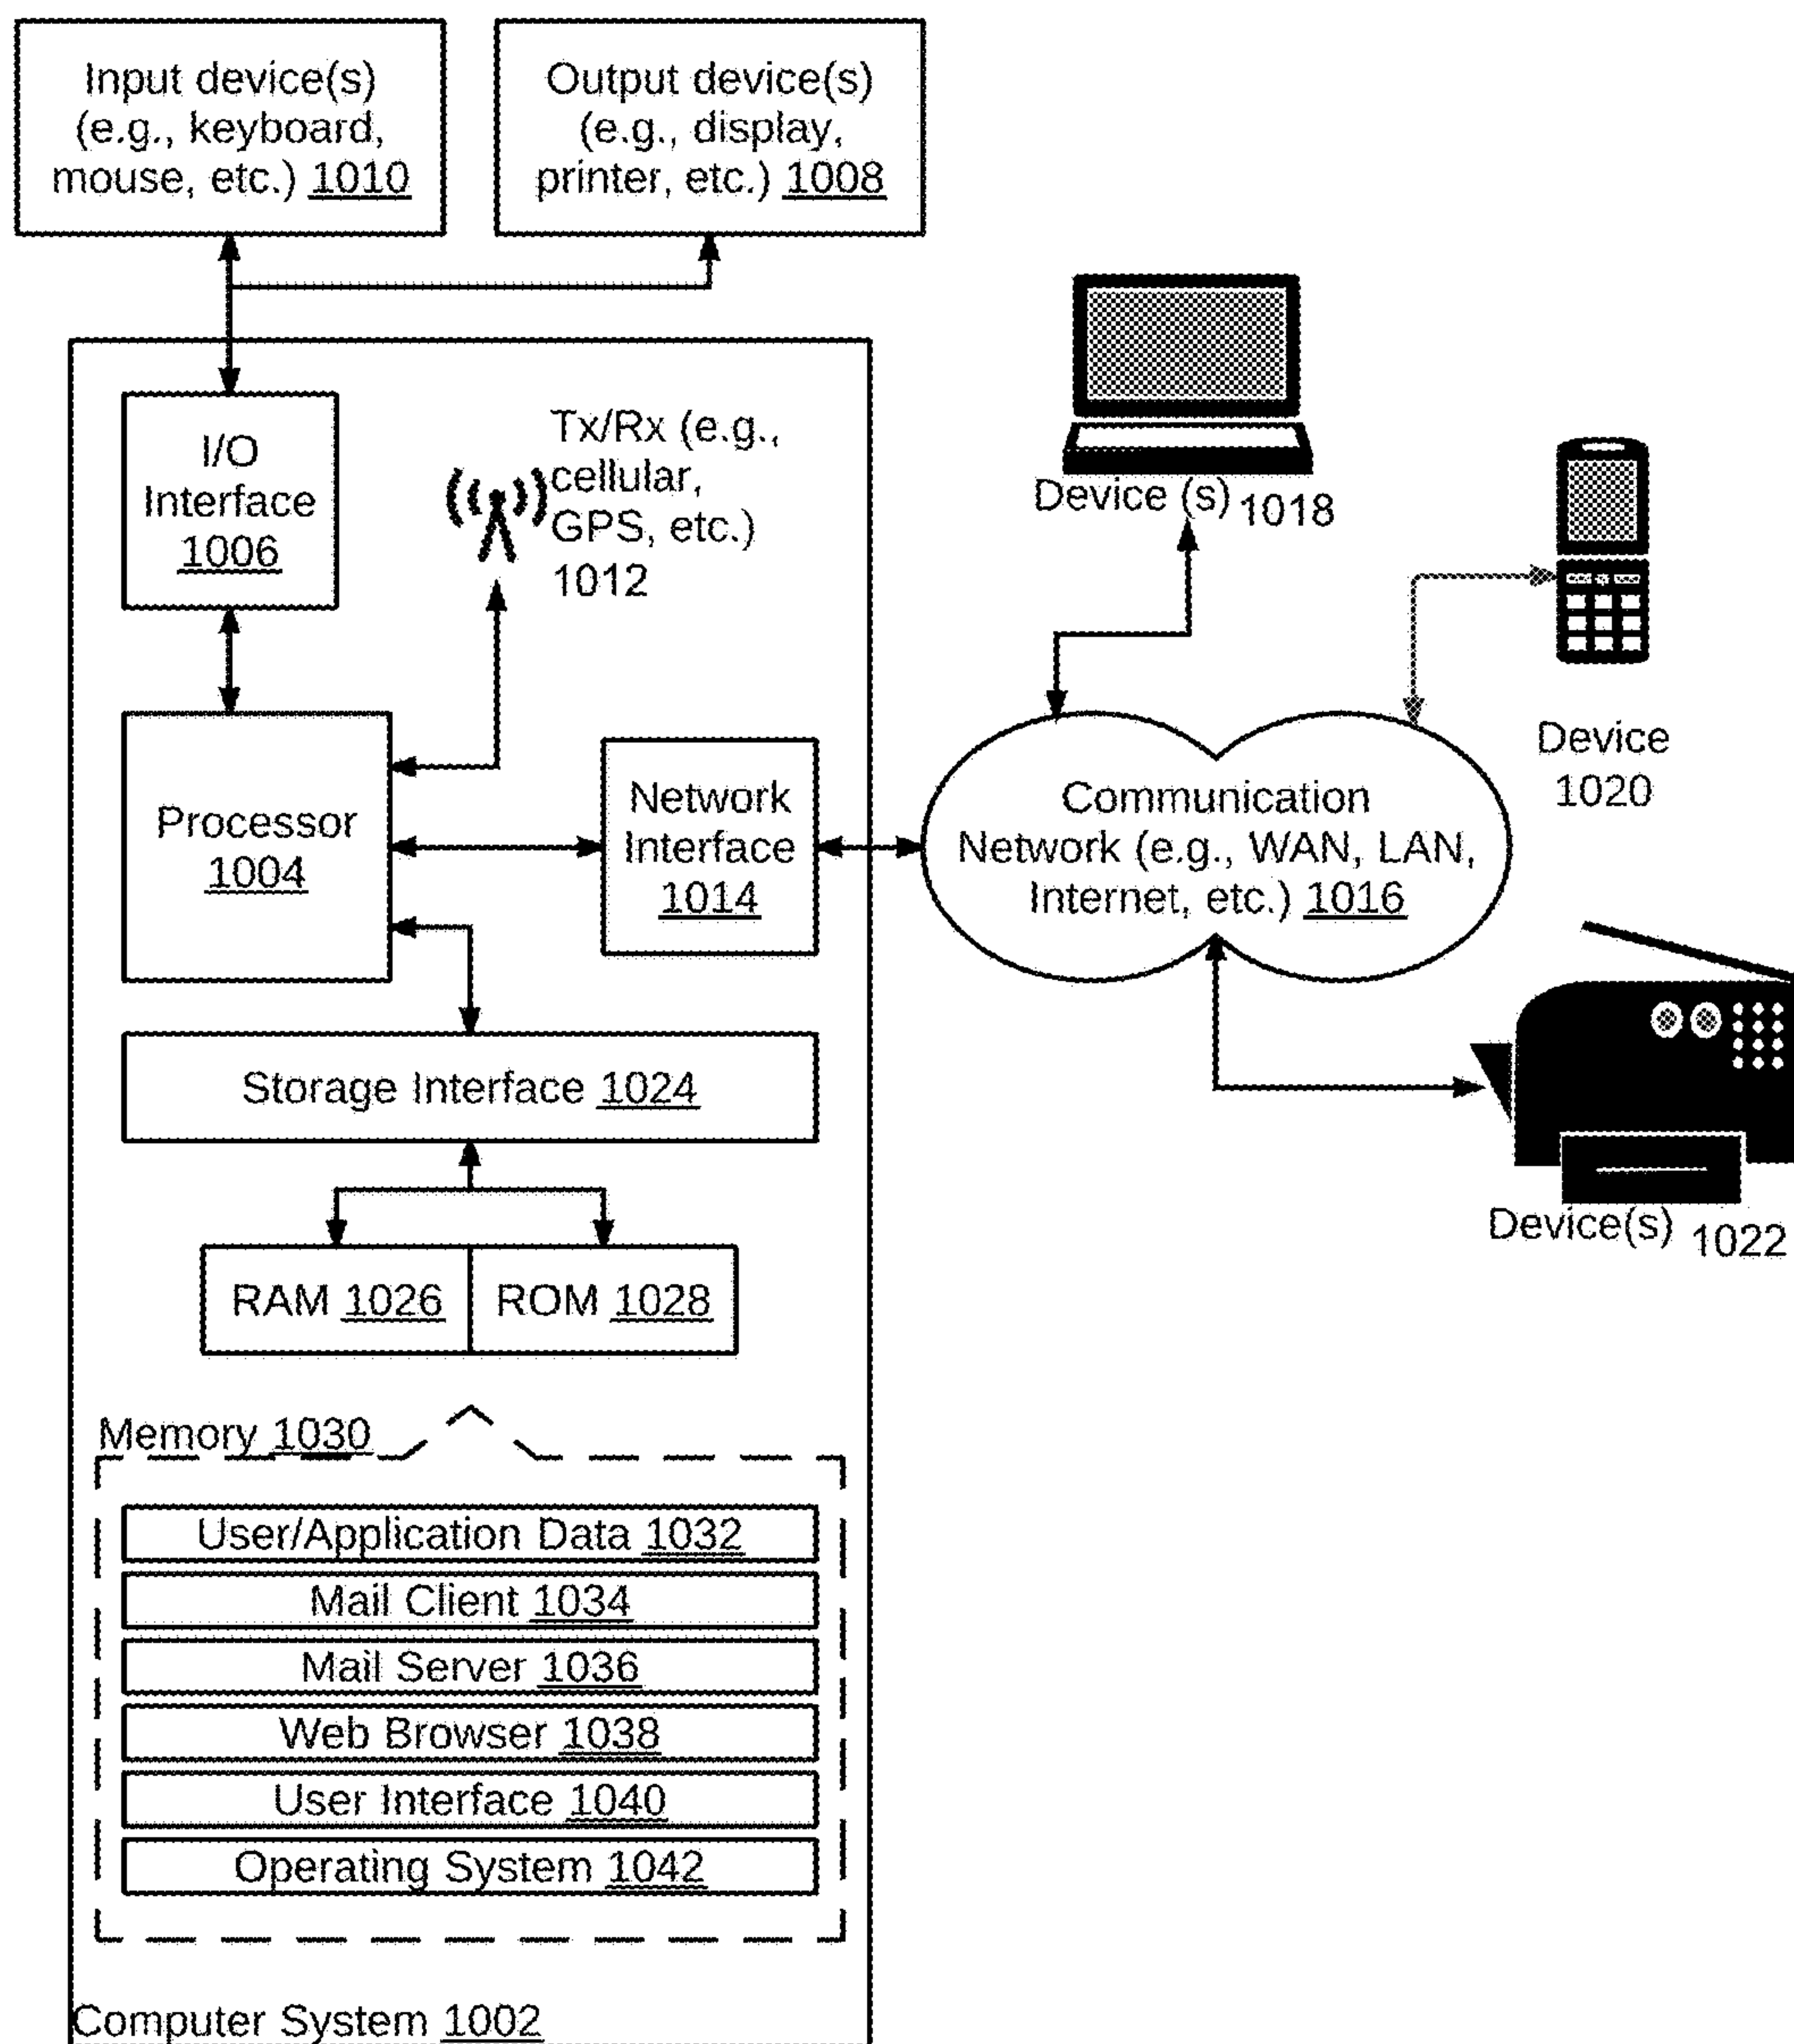 Input device(s)
(e.g., keyboard,
mouse, etc.) 1010
Output device(s)
(e.g., display,
printer, etc.) 1008
I/O
Interface
1006
Tx/Rx (e.g.,
cellular,
GPS, etc.)
1012
Device (s) 1018
Device
1020
Processor
1004
Network
Interface
1014
Communication
Network (e.g., WAN, LAN,
Internet, etc.) 1016
Storage Interface 1024
Device(s) 1022
RAM 1026
ROM 1028
Memory 1030
User/Application Data 1032
Mail Client 1034
Mail Server 1036
Web Browser 1038
User Interface 1040
Operating System 1042
Computer System 1002